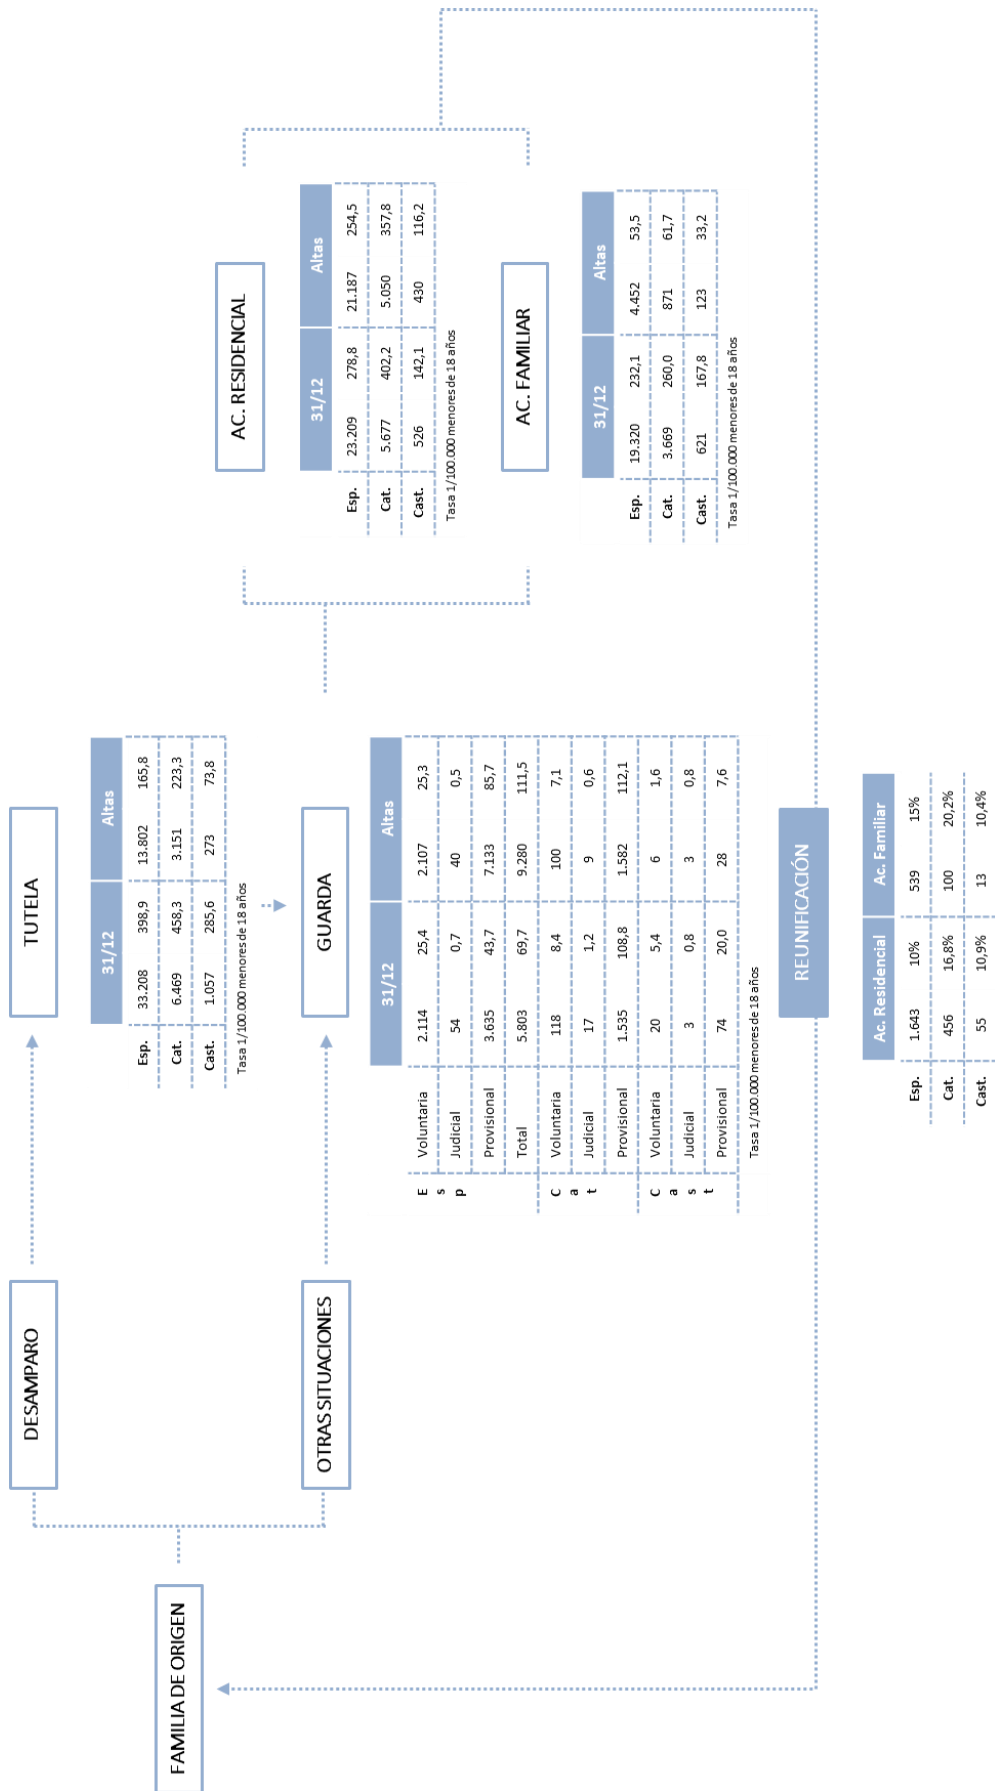 FAMILIA DE ORIGEN
DESAMPARO
OTRAS SITUACIONES
TUTELA
31/12 Altas
Esp. 33.208 398,9 13.802 165,8
Cat. 6.469 458,3 3.151 223,3
Cast. 1.057 285,6 273 73,8
Tasa 1/100.000 menores de 18 años
GUARDA
31/12 Altas
Esp
Voluntaria 2.114 25,4 2.107 25,3
Judicial 54 0,7 40 0,5
Provisional 3.635 43,7 7.133 85,7
Total 5.803 69,7 9.280 111,5
Cat
Voluntaria 118 8,4 100 7,1
Judicial 17 1,2 9 0,6
Provisional 1.535 108,8 1.582 112,1
Cast
Voluntaria 20 5,4 6 1,6
Judicial 3 0,8 3 0,8
Provisional 74 20,0 28 7,6
Tasa 1/100.000 menores de 18 años
AC. RESIDENCIAL
31/12 Altas
Esp. 23.209 278,8 21.187 254,5
Cat. 5.677 402,2 5.050 357,8
Cast. 526 142,1 430 116,2
Tasa 1/100.000 menores de 18 años
AC. FAMILIAR
31/12 Altas
Esp. 19.320 232,1 4.452 53,5
Cat. 3.669 260,0 871 61,7
Cast. 621 167,8 123 33,2
Tasa 1/100.000 menores de 18 años
REUNIFICACIÓN
Ac. Residencial Ac. Familiar
Esp. 1.643 10% 539 15%
Cat. 456 16,8% 100 20,2%
Cast. 55 10,9% 13 10,4%